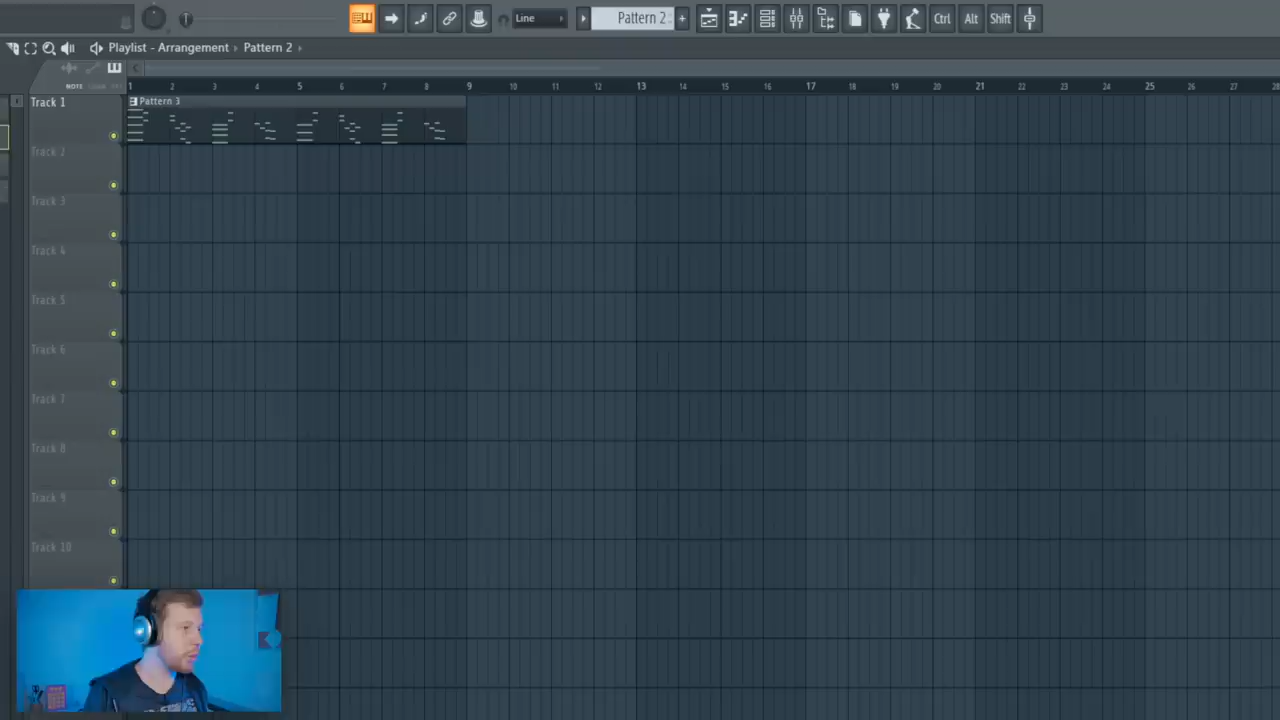 Line
Pattern 2
+
Ctrl
Alt
Shift
Playlist - Arrangement
Pattern 2
NOTE
1 2 3 4 5 6 7 8 9 10 11 12 13 14 15 16 17 18 19 20 21 22 23 24 25 26 27 28
Track 1
Pattern 3
Track 2
Track 3
Track 4
Track 5
Track 6
Track 7
Track 8
Track 9
Track 10